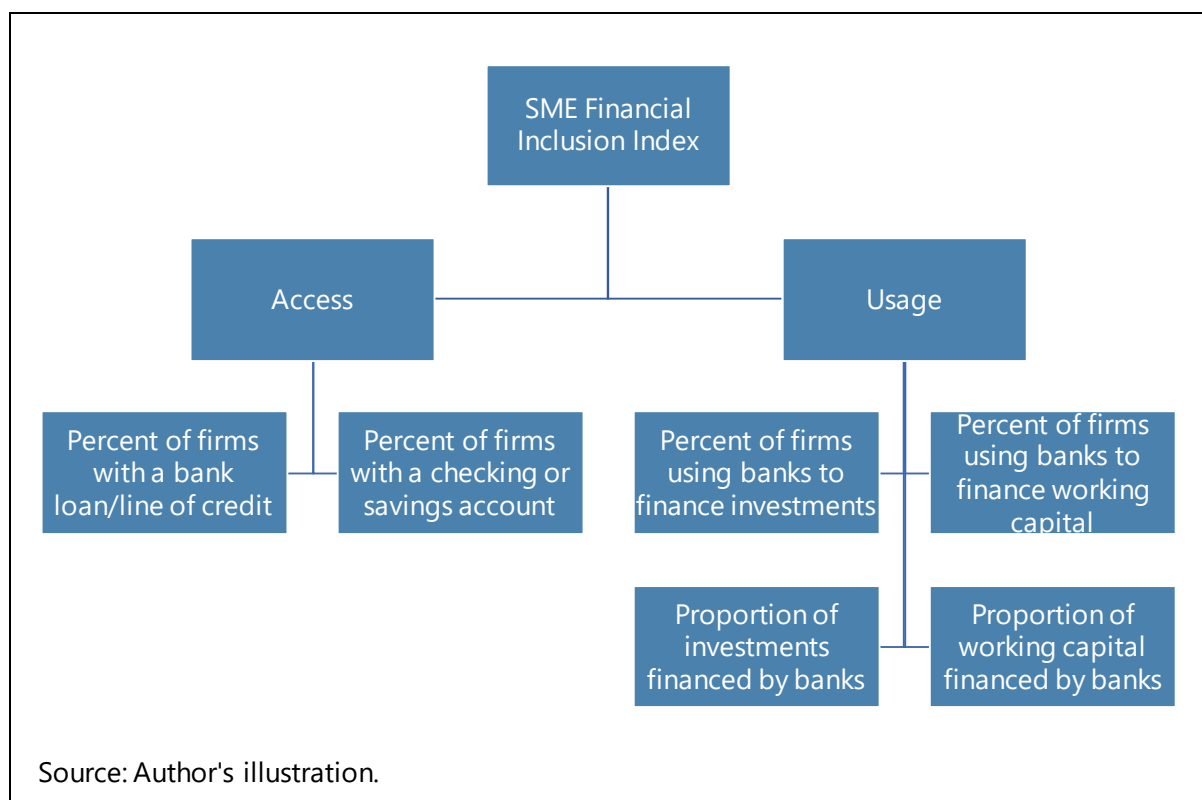 SME Financial
Inclusion Index
Access
Usage
Percent of firms
with a bank
loan/line of credit
Percent of firms
with a checking or
savings account
Percent of firms
using banks to
finance investments
Percent of firms
using banks to
finance working
capital
Proportion of
investments
financed by banks
Proportion of
working capital
financed by banks
Source: Author's illustration.